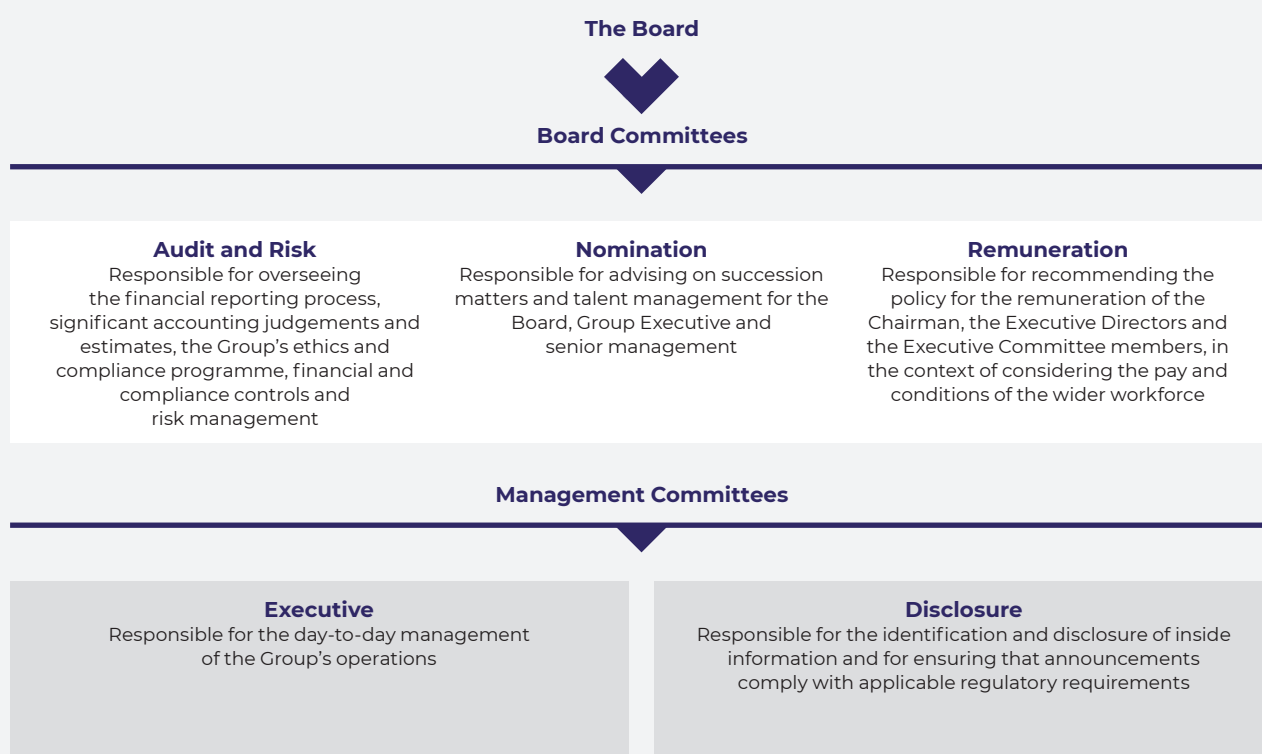 The Board
Board Committees
Audit and Risk
Responsible for overseeing
the financial reporting process,
significant accounting judgements and
estimates, the Group's ethics and
compliance programme, financial and
compliance controls and
risk management
Nomination
Responsible for advising on succession
matters and talent management for the
Board, Group Executive and
senior management
Remuneration
Responsible for recommending the
policy for the remuneration of the
Chairman, the Executive Directors and
the Executive Committee members, in
the context of considering the pay and
conditions of the wider workforce
Management Committees
Executive
Responsible for the day-to-day management
of the Group's operations
Disclosure
Responsible for the identification and disclosure of inside
information and for ensuring that announcements
comply with applicable regulatory requirements